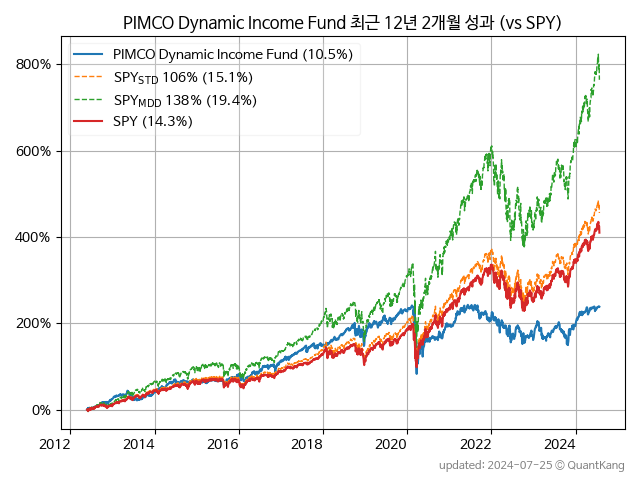 PIMCO Dynamic Income Fund 최근 12년 2개월 성과 (vs SPY)
PIMCO Dynamic Income Fund (10.5%)
SPYSTD 106% (15.1%)
SPYMDD 138% (19.4%)
SPY (14.3%)
800%
600%
400%
200%
0%
2012 2014 2016 2018 2020 2022 2024
updated: 2024-07-25 © QuantKang